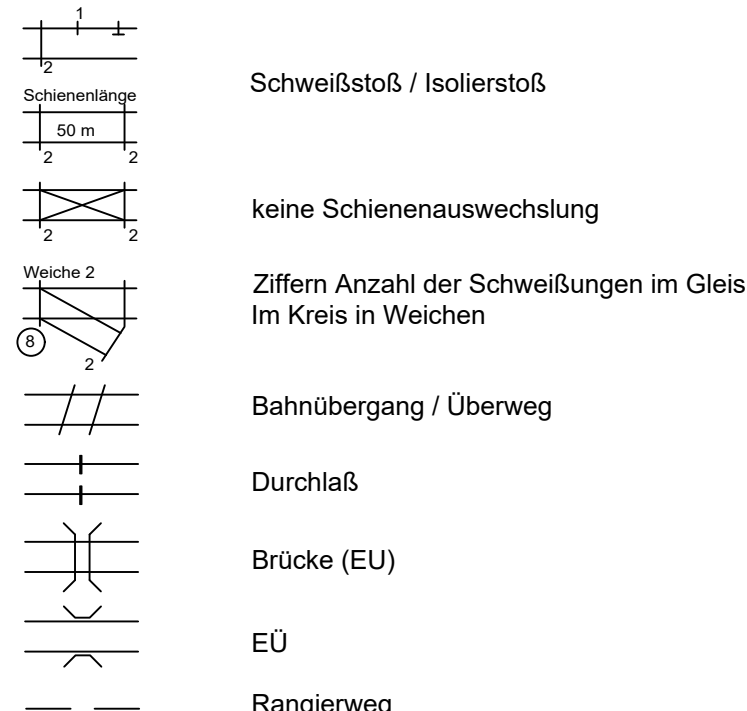 1
2
Schweißstoß / Isolierstoß
Schienenlänge
50 m
2 2
keine Schienenauswechslung
2 2
Weiche 2
Ziffern Anzahl der Schweißungen im Gleis
Im Kreis in Weichen
8
2
Bahnübergang / Überweg
Durchlaß
Brücke (EU)
EÜ
Rangierweg